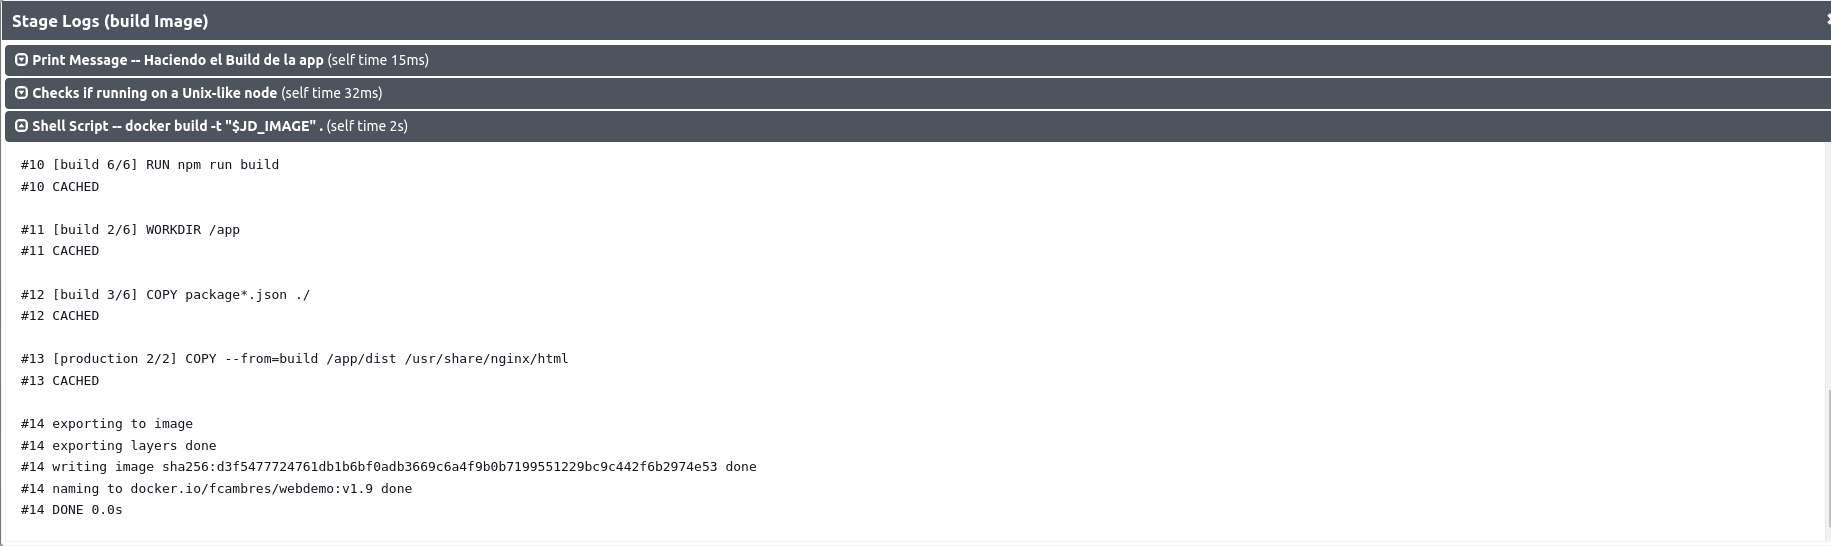 Stage Logs (build Image)
Print Message -- Haciendo el Build de la app (self time 15ms)
Checks if running on a Unix-like node (self time 32ms)
Shell Script -- docker build -t "$JD_IMAGE" . (self time 2s)
#10 [build 6/6] RUN npm run build
#10 CACHED
#11 [build 2/6] WORKDIR /app
#11 CACHED
#12 [build 3/6] COPY package*.json ./
#12 CACHED
#13 [production 2/2] COPY --from=build /app/dist /usr/share/nginx/html
#13 CACHED
#14 exporting to image
#14 exporting layers done
#14 writing image sha256:d3f5477724761db1b6bf0adb3669c6a4f9b0b7199551229bc9c442f6b2974e53 done
#14 naming to docker.io/fcambres/webdemo:v1.9 done
#14 DONE 0.0s